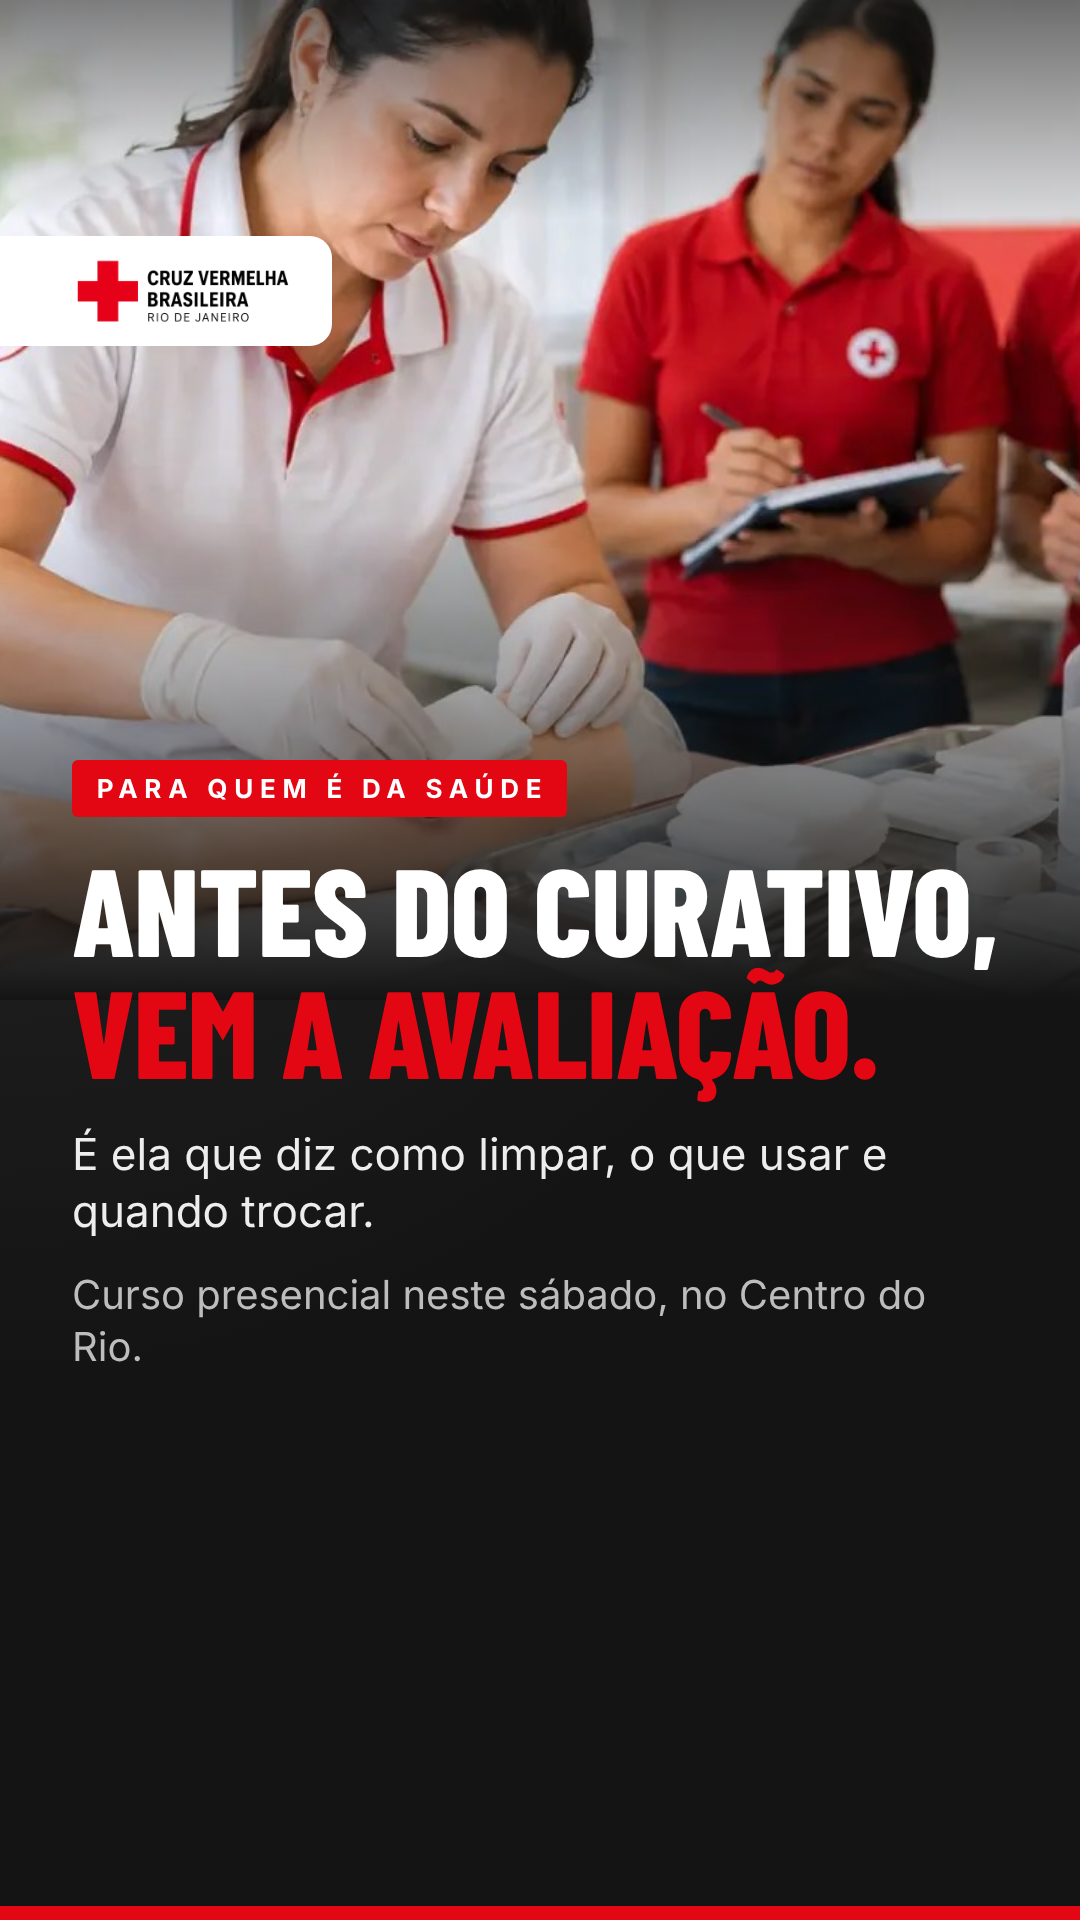 CRUZ VERMELHA
BRASILEIRA
RIO DE JANEIRO
PARA QUEM É DA SAÚDE
ANTES DO CURATIVO,
VEM A AVALIAÇÃO.
É ela que diz como limpar, o que usar e
quando trocar.
Curso presencial neste sábado, no Centro do
Rio.